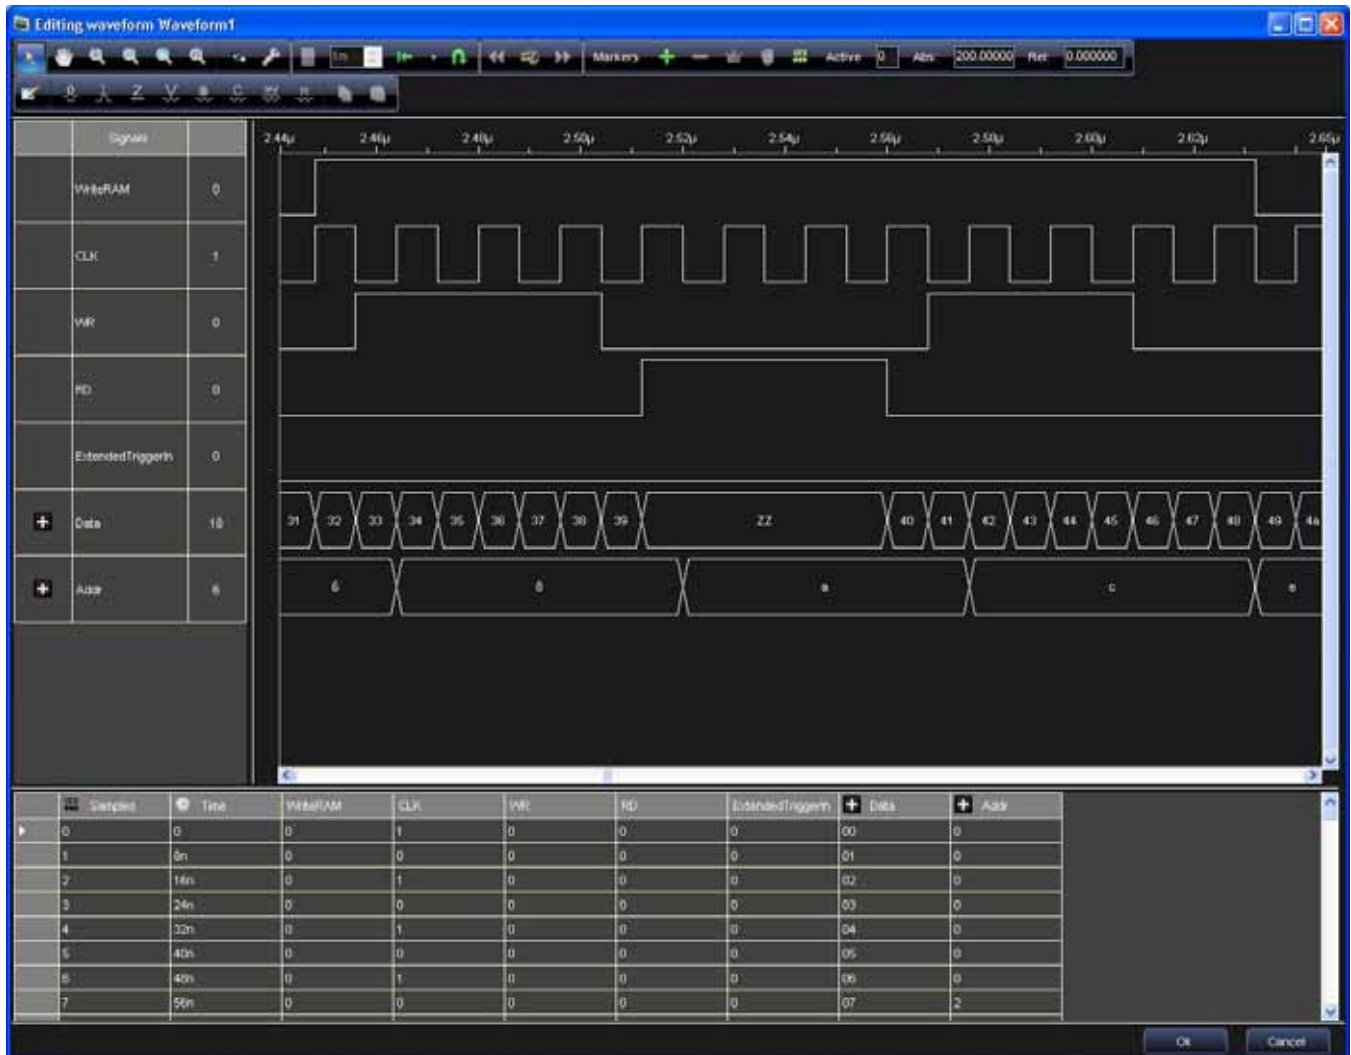 Editing waveform Waveform1
1m Markers Active 0 Abs 200.00000 Rel 0.000000
0 1 Z
Signals 2.44µ 2.46µ 2.48µ 2.50µ 2.52µ 2.54µ 2.56µ 2.58µ 2.60µ 2.62µ 2.65µ
WriteRAM 0
CLK 1
WR 0
RD 0
ExtendedTriggerIn 0
Data 10 31 32 33 34 35 36 37 38 39 ZZ 40 41 42 43 44 45 46 47 48 49 4a
Addr 6 6 8 a c e
Samples Time WriteRAM CLK WR RD ExtendedTriggerIn Data Addr
0 0 0 1 0 0 0 00 0
1 8n 0 0 0 0 0 01 0
2 16n 0 1 0 0 0 02 0
3 24n 0 0 0 0 0 03 0
4 32n 0 1 0 0 0 04 0
5 40n 0 0 0 0 0 05 0
6 48n 0 1 0 0 0 06 0
7 56n 0 0 0 0 0 07 2
Ok Cancel